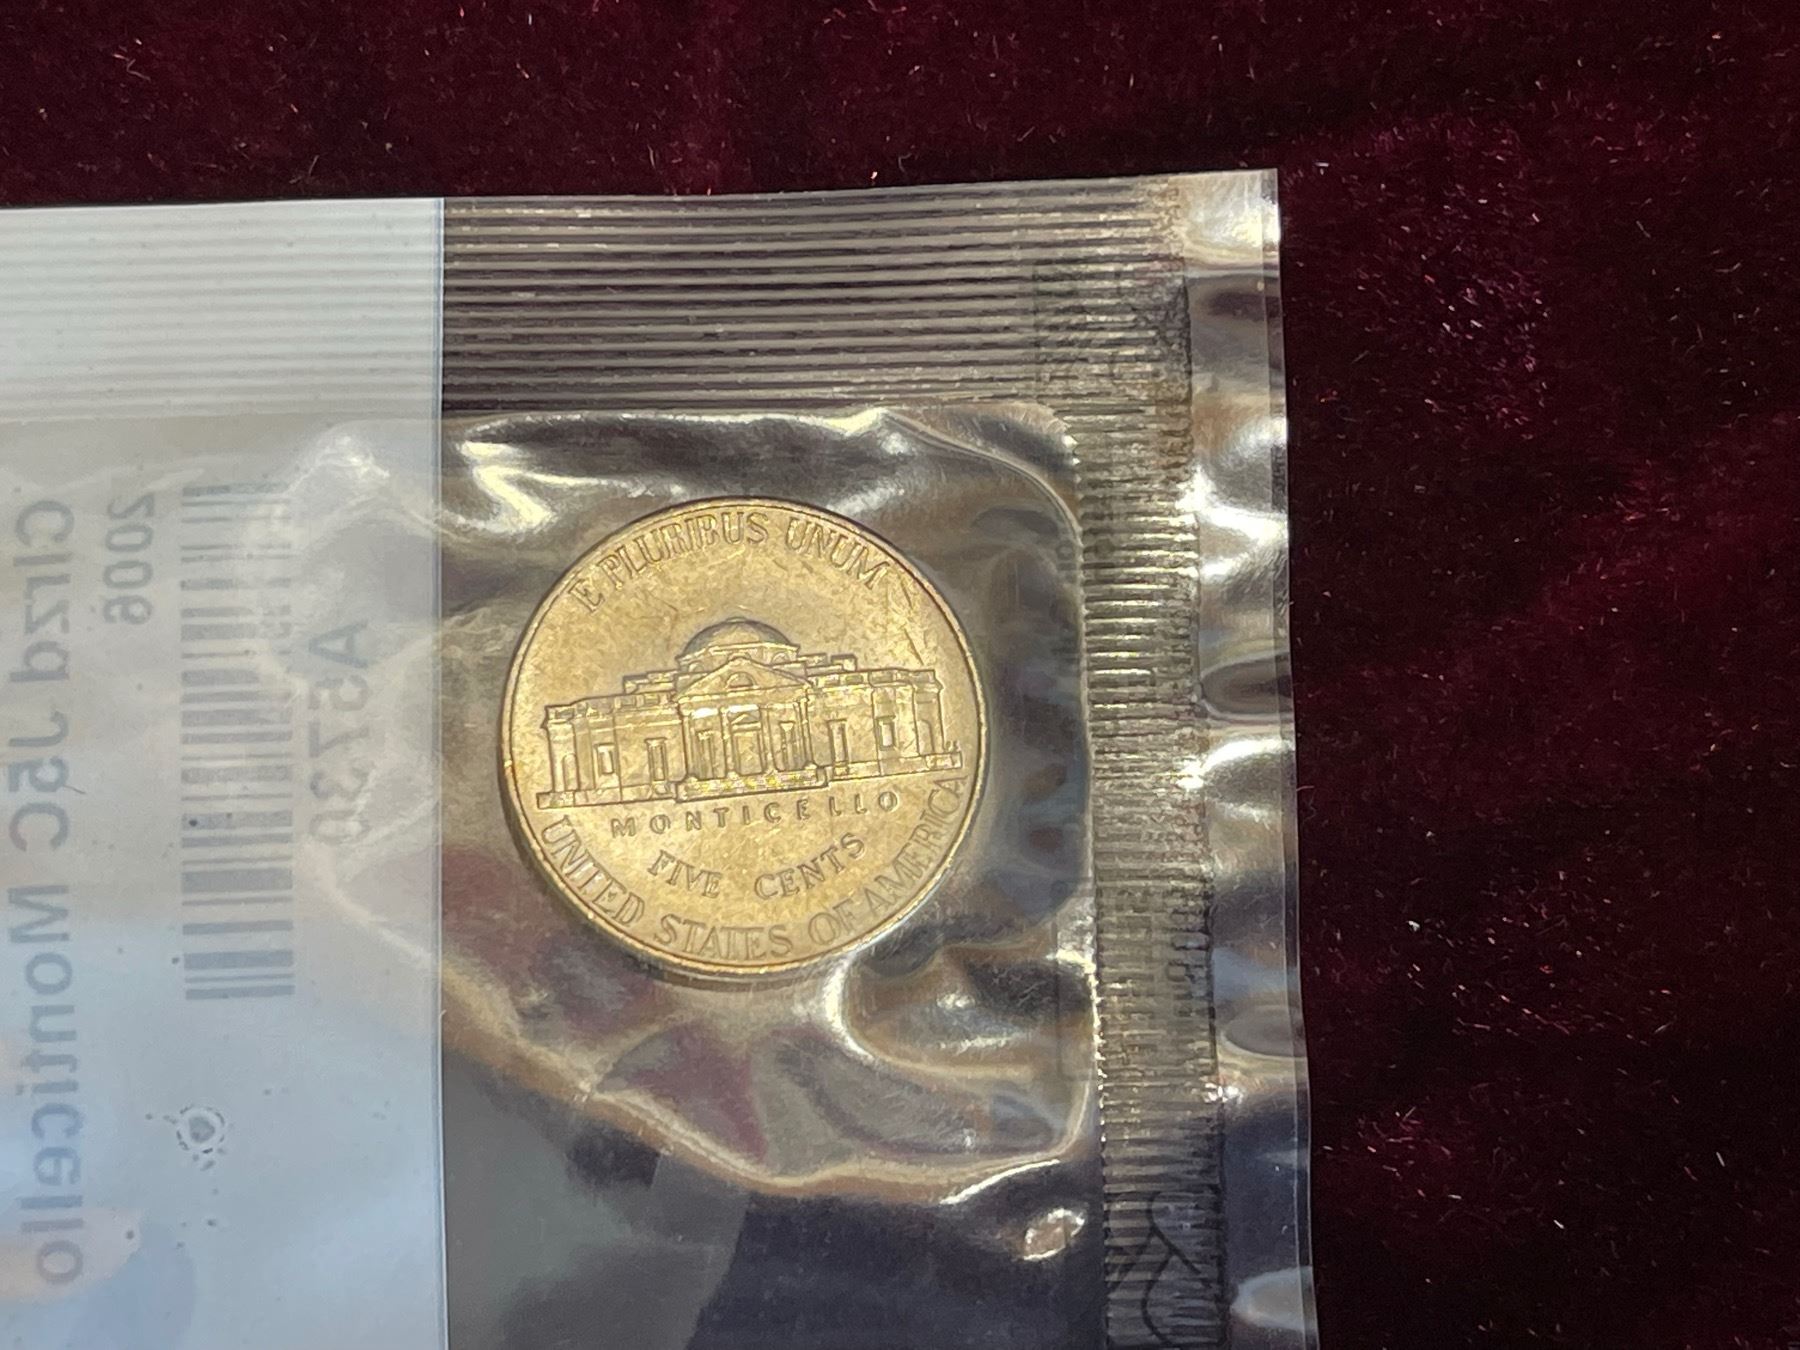 E PLURIBUS UNUM
MONTICELLO
FIVE CENTS
UNITED STATES OF AMERICA
Clrzd J5C Monticello
2006
A5730